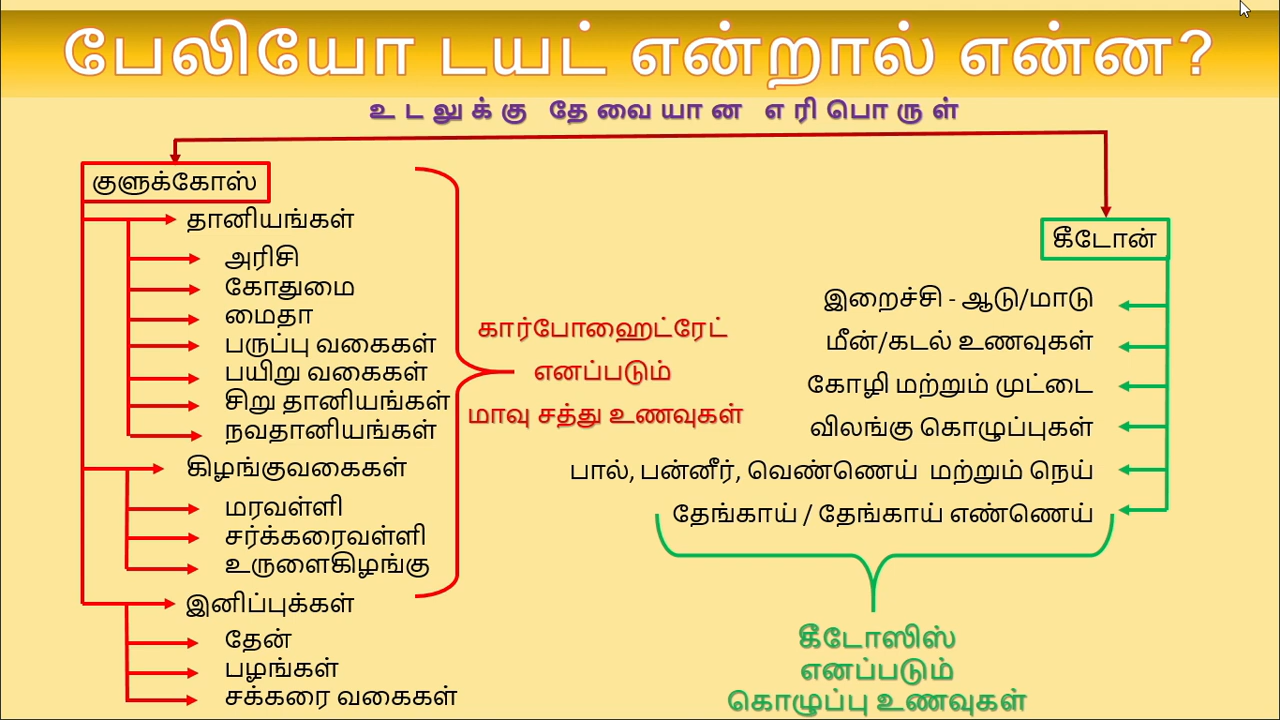 பேலியோ டயட் என்றால் என்ன?
உடலுக்கு தேவையான எரிபொருள்
குளுக்கோஸ்
தானியங்கள்
அரிசி
கோதுமை
மைதா
பருப்பு வகைகள்
பயிறு வகைகள்
சிறு தானியங்கள்
நவதானியங்கள்
கிழங்குவகைகள்
மரவள்ளி
சர்க்கரைவள்ளி
உருளைகிழங்கு
இனிப்புக்கள்
தேன்
பழங்கள்
சக்கரை வகைகள்
கார்போஹைட்ரேட்
எனப்படும்
மாவு சத்து உணவுகள்
கீடோன்
இறைச்சி - ஆடு/மாடு
மீன்/கடல் உணவுகள்
கோழி மற்றும் முட்டை
விலங்கு கொழுப்புகள்
பால், பன்னீர், வெண்ணெய் மற்றும் நெய்
தேங்காய் / தேங்காய் எண்ணெய்
கீடோஸிஸ்
எனப்படும்
கொழுப்பு உணவுகள்